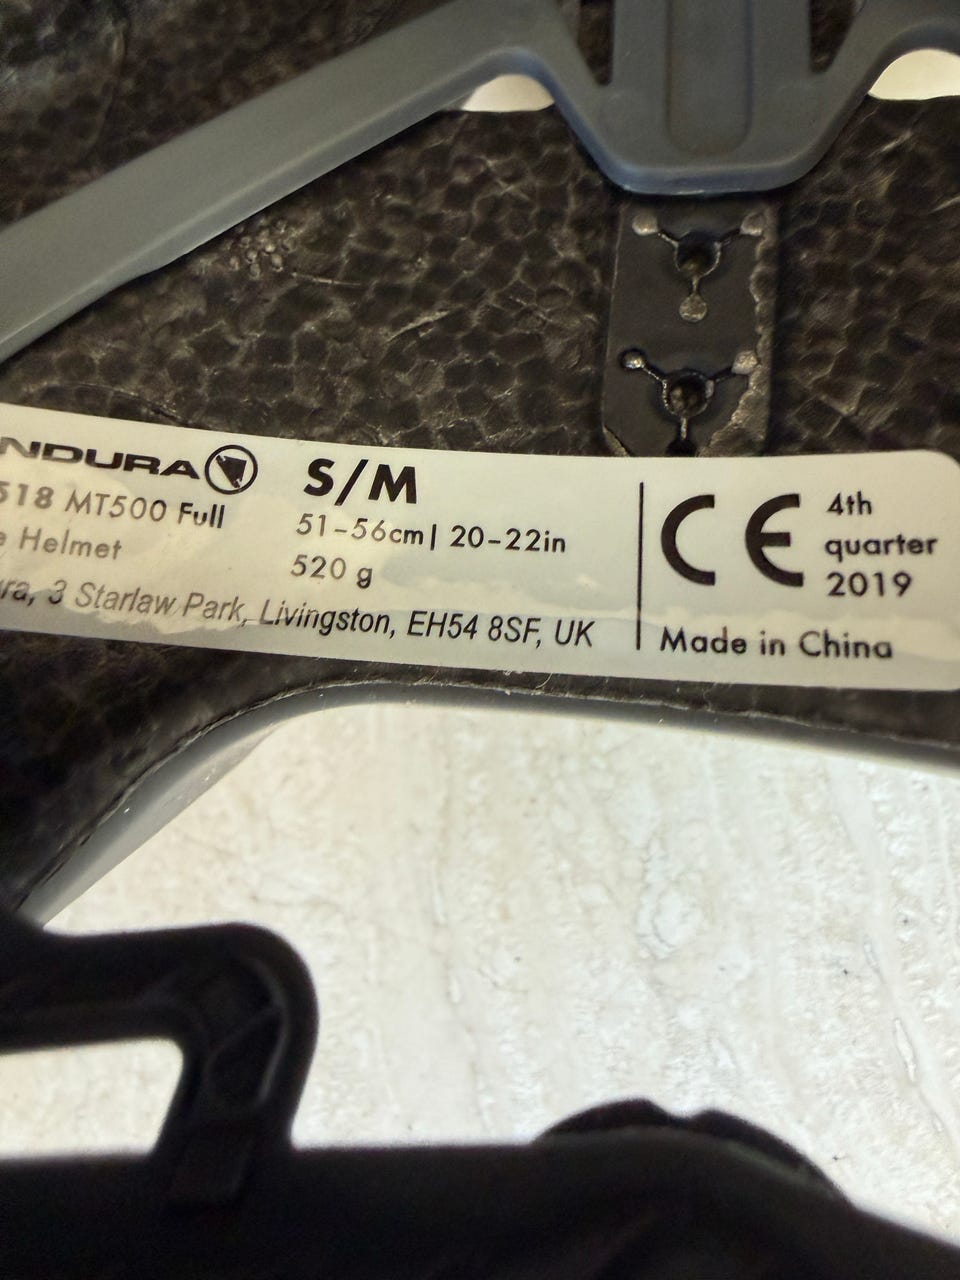 NDURA
518 MT500 Full
e Helmet
ra, 3 Starlaw Park, Livingston, EH54 8SF, UK
S/M
51-56cm| 20-22in
520 g
CE
4th
quarter
2019
Made in China